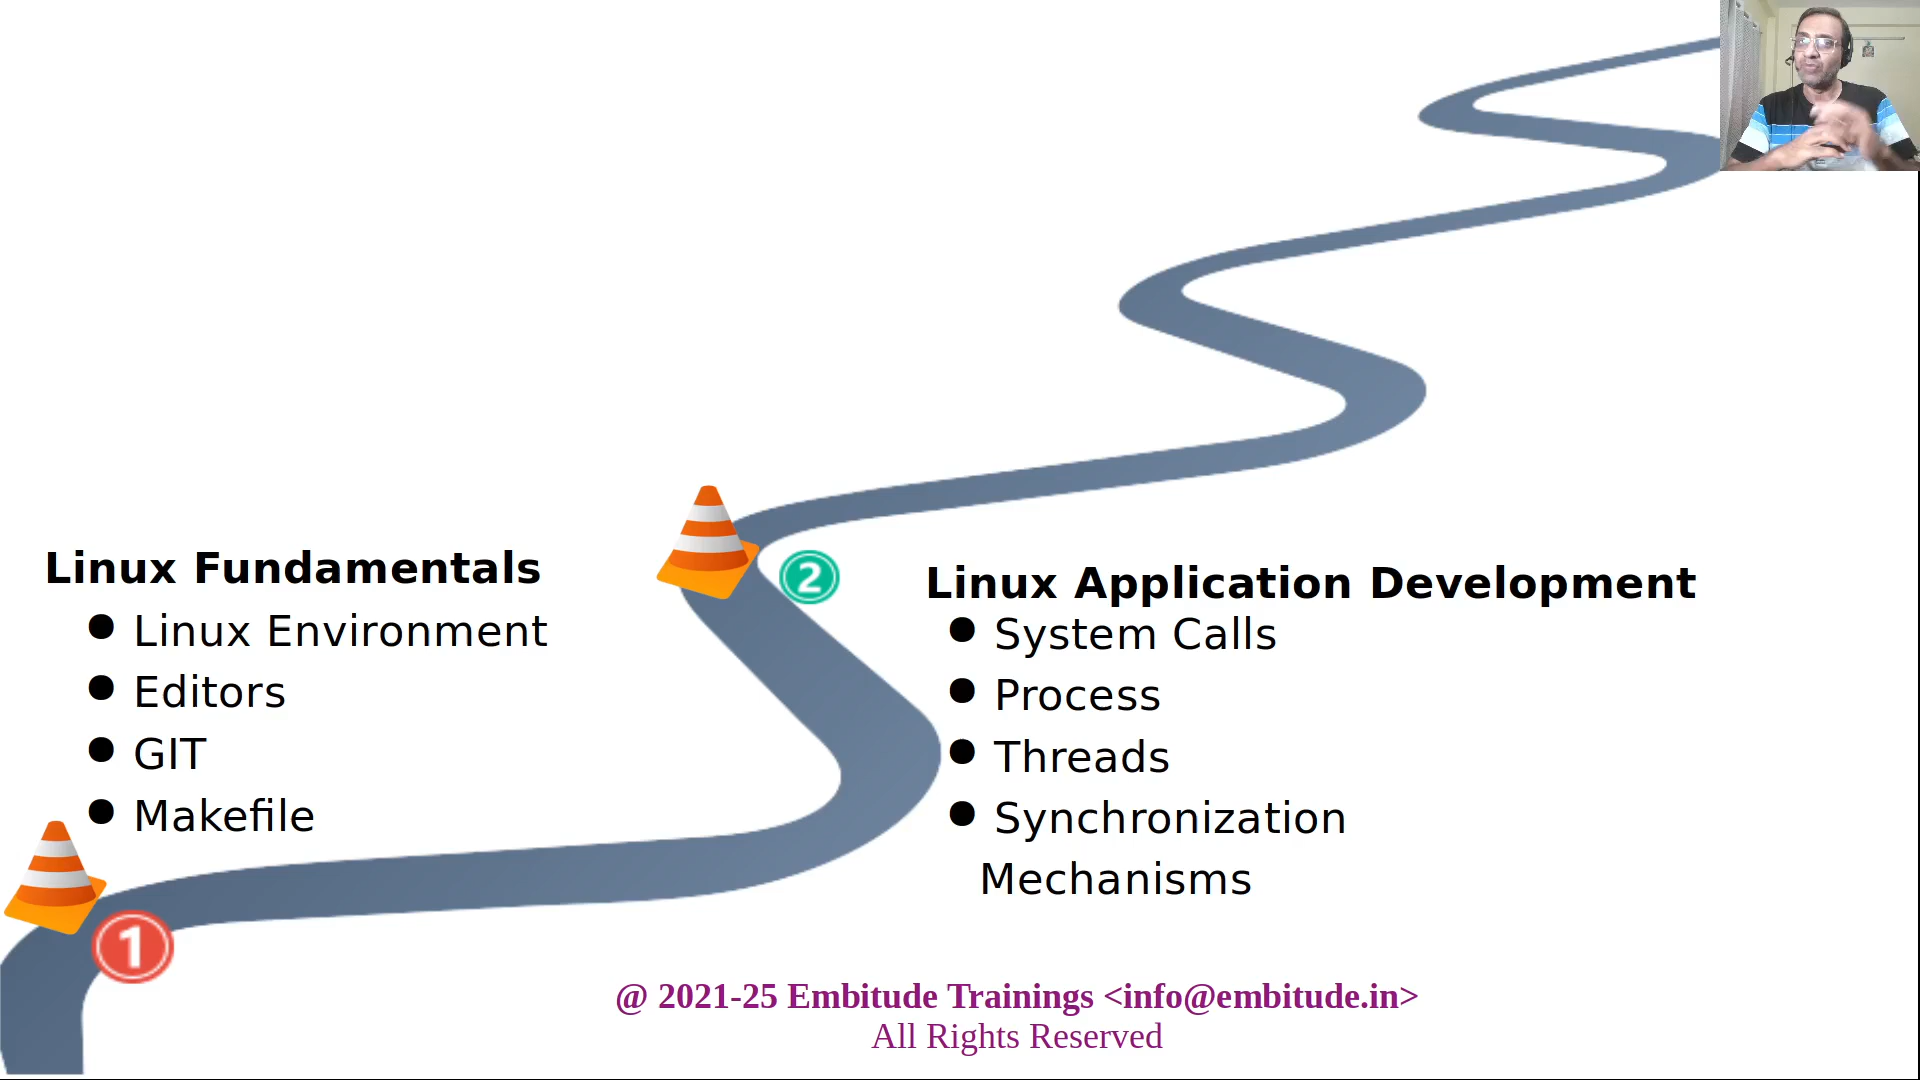 Linux Fundamentals
● Linux Environment
● Editors
● GIT
● Makefile
1
2
Linux Application Development
● System Calls
● Process
● Threads
● Synchronization
Mechanisms
@ 2021-25 Embitude Trainings <info@embitude.in>
All Rights Reserved